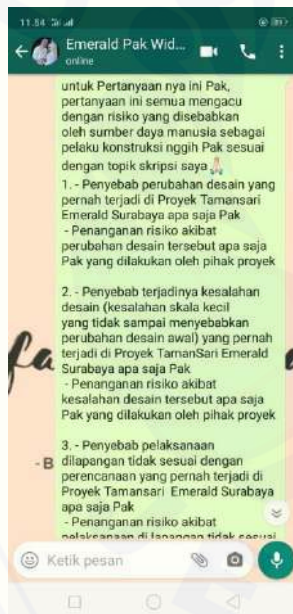 11.54
Emerald Pak Wid...
online
untuk Pertanyaan nya ini Pak,
pertanyaan ini semua mengacu
dengan risiko yang disebabkan
oleh sumber daya manusia sebagai
pelaku konstruksi nggih Pak sesuai
dengan topik skripsi saya 🙏
1. - Penyebab perubahan desain yang
pernah terjadi di Proyek Tamansari
Emerald Surabaya apa saja Pak
- Penanganan risiko akibat
perubahan desain tersebut apa saja
Pak yang dilakukan oleh pihak proyek
2. - Penyebab terjadinya kesalahan
desain (kesalahan skala kecil
yang tidak sampai menyebabkan
perubahan desain awal) yang pernah
terjadi di Proyek TamanSari Emerald
Surabaya apa saja Pak
- Penanganan risiko akibat
kesalahan desain tersebut apa saja
Pak yang dilakukan oleh pihak proyek
3. - Penyebab pelaksanaan
dilapangan tidak sesuai dengan
perencanaan yang pernah terjadi di
Proyek Tamansari Emerald Surabaya
apa saja Pak
- Penanganan risiko akibat
pelaksanaan di lapangan tidak sesuai
- B
Ketik pesan